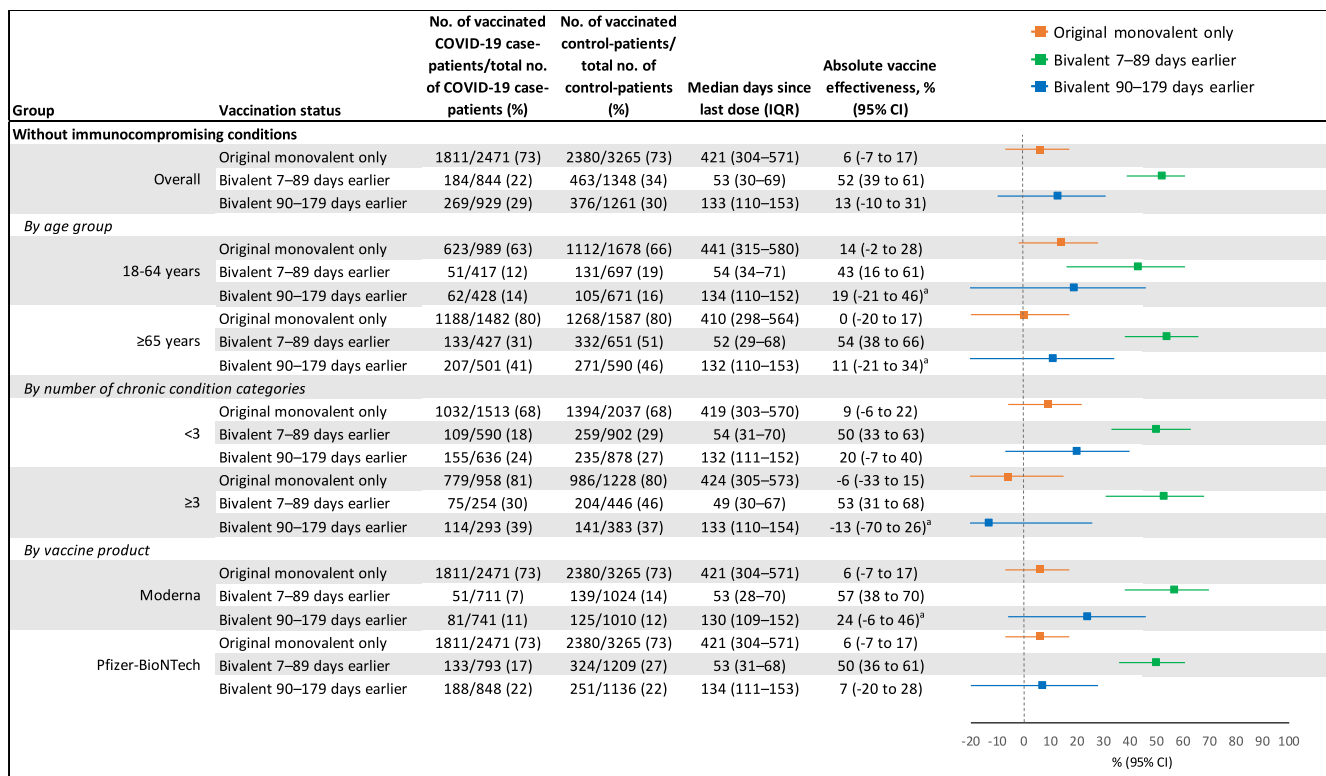 No. of vaccinated COVID-19 case-patients/total no. of COVID-19 case-patients (%)
No. of vaccinated control-patients/ total no. of control-patients (%)
Median days since last dose (IQR)
Absolute vaccine effectiveness, % (95% CI)
Original monovalent only
Bivalent 7–89 days earlier
Bivalent 90–179 days earlier
Group Vaccination status
Without immunocompromising conditions
Overall
Original monovalent only 1811/2471 (73) 2380/3265 (73) 421 (304–571) 6 (-7 to 17)
Bivalent 7–89 days earlier 184/844 (22) 463/1348 (34) 53 (30–69) 52 (39 to 61)
Bivalent 90–179 days earlier 269/929 (29) 376/1261 (30) 133 (110–153) 13 (-10 to 31)
By age group
18-64 years
Original monovalent only 623/989 (63) 1112/1678 (66) 441 (315–580) 14 (-2 to 28)
Bivalent 7–89 days earlier 51/417 (12) 131/697 (19) 54 (34–71) 43 (16 to 61)
Bivalent 90–179 days earlier 62/428 (14) 105/671 (16) 134 (110–152) 19 (-21 to 46)a
≥65 years
Original monovalent only 1188/1482 (80) 1268/1587 (80) 410 (298–564) 0 (-20 to 17)
Bivalent 7–89 days earlier 133/427 (31) 332/651 (51) 52 (29–68) 54 (38 to 66)
Bivalent 90–179 days earlier 207/501 (41) 271/590 (46) 132 (110–153) 11 (-21 to 34)a
By number of chronic condition categories
<3
Original monovalent only 1032/1513 (68) 1394/2037 (68) 419 (303–570) 9 (-6 to 22)
Bivalent 7–89 days earlier 109/590 (18) 259/902 (29) 54 (31–70) 50 (33 to 63)
Bivalent 90–179 days earlier 155/636 (24) 235/878 (27) 132 (111–152) 20 (-7 to 40)
≥3
Original monovalent only 779/958 (81) 986/1228 (80) 424 (305–573) -6 (-33 to 15)
Bivalent 7–89 days earlier 75/254 (30) 204/446 (46) 49 (30–67) 53 (31 to 68)
Bivalent 90–179 days earlier 114/293 (39) 141/383 (37) 133 (110–154) -13 (-70 to 26)a
By vaccine product
Moderna
Original monovalent only 1811/2471 (73) 2380/3265 (73) 421 (304–571) 6 (-7 to 17)
Bivalent 7–89 days earlier 51/711 (7) 139/1024 (14) 53 (28–70) 57 (38 to 70)
Bivalent 90–179 days earlier 81/741 (11) 125/1010 (12) 130 (109–152) 24 (-6 to 46)a
Pfizer-BioNTech
Original monovalent only 1811/2471 (73) 2380/3265 (73) 421 (304–571) 6 (-7 to 17)
Bivalent 7–89 days earlier 133/793 (17) 324/1209 (27) 53 (31–68) 50 (36 to 61)
Bivalent 90–179 days earlier 188/848 (22) 251/1136 (22) 134 (111–153) 7 (-20 to 28)
-20 -10 0 10 20 30 40 50 60 70 80 90 100
% (95% CI)